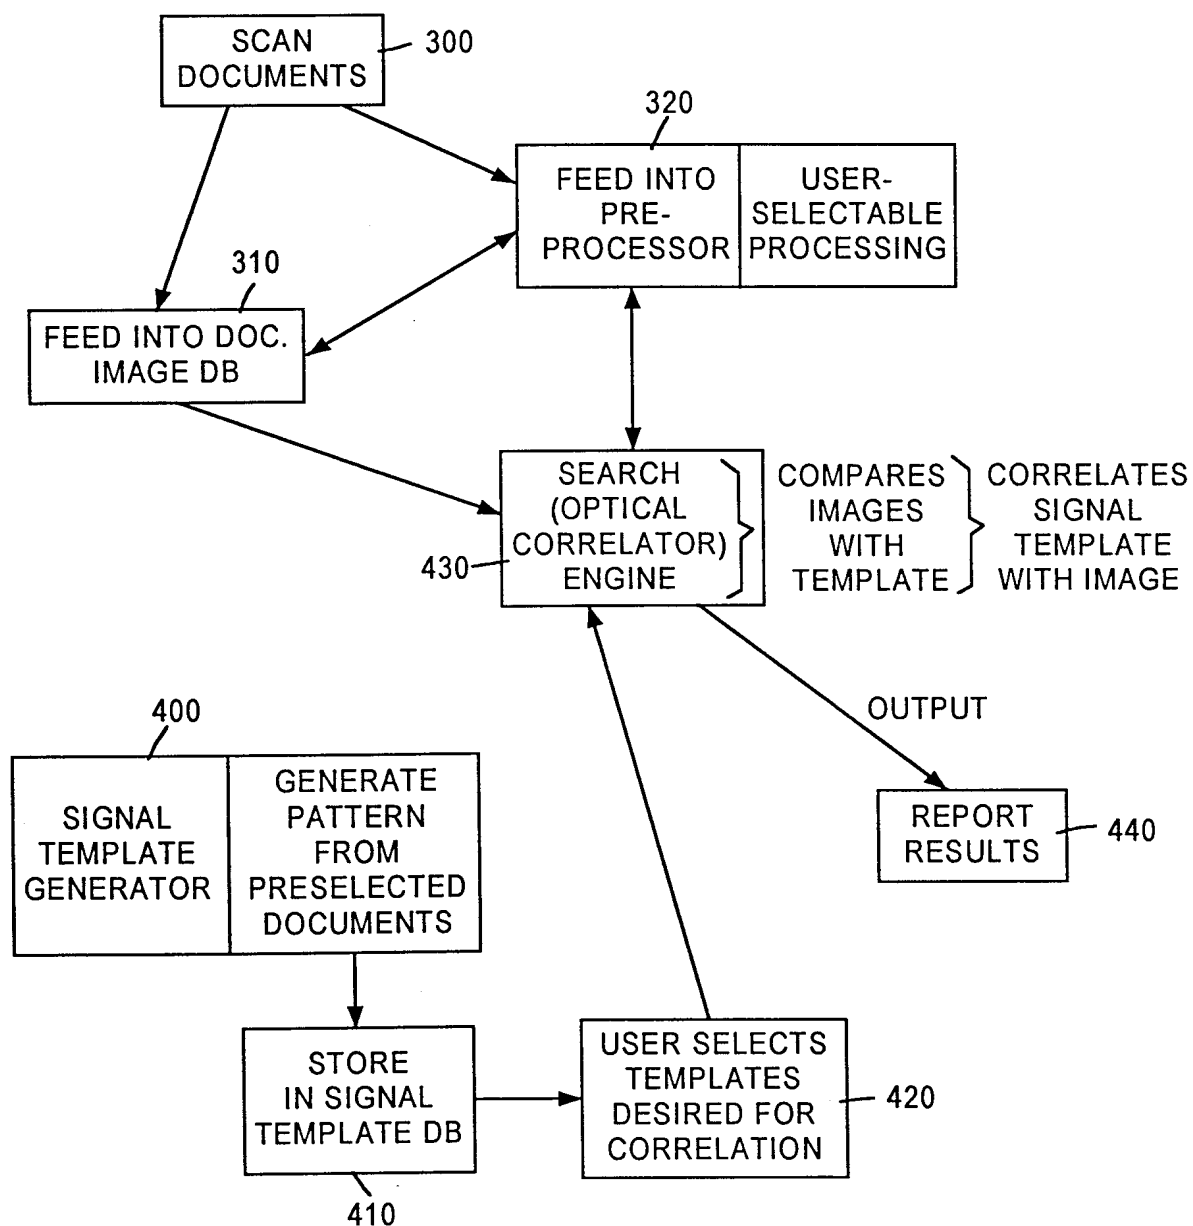 SCAN
DOCUMENTS
300
320
FEED INTO
PRE-
PROCESSOR
USER-
SELECTABLE
PROCESSING
310
FEED INTO DOC.
IMAGE DB
SEARCH
(OPTICAL
CORRELATOR)
ENGINE
430
COMPARES
IMAGES
WITH
TEMPLATE
CORRELATES
SIGNAL
TEMPLATE
WITH IMAGE
OUTPUT
400
SIGNAL
TEMPLATE
GENERATOR
GENERATE
PATTERN
FROM
PRESELECTED
DOCUMENTS
REPORT
RESULTS
440
STORE
IN SIGNAL
TEMPLATE DB
410
USER SELECTS
TEMPLATES
DESIRED FOR
CORRELATION
420